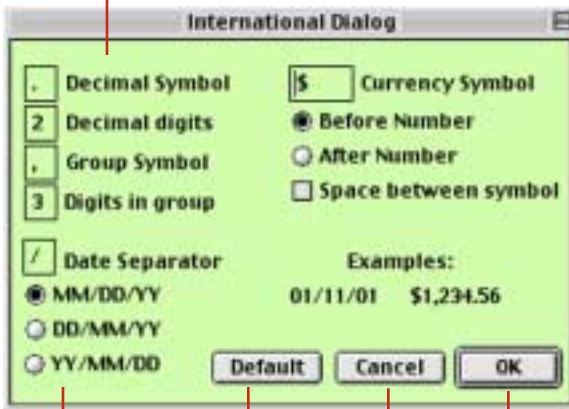 International Dialog
. Decimal Symbol
2 Decimal digits
, Group Symbol
3 Digits in group
$ Currency Symbol
Before Number
After Number
Space between symbol
/ Date Separator
MM/DD/YY
DD/MM/YY
YY/MM/DD
Examples:
01/11/01 $1,234.56
Default Cancel OK